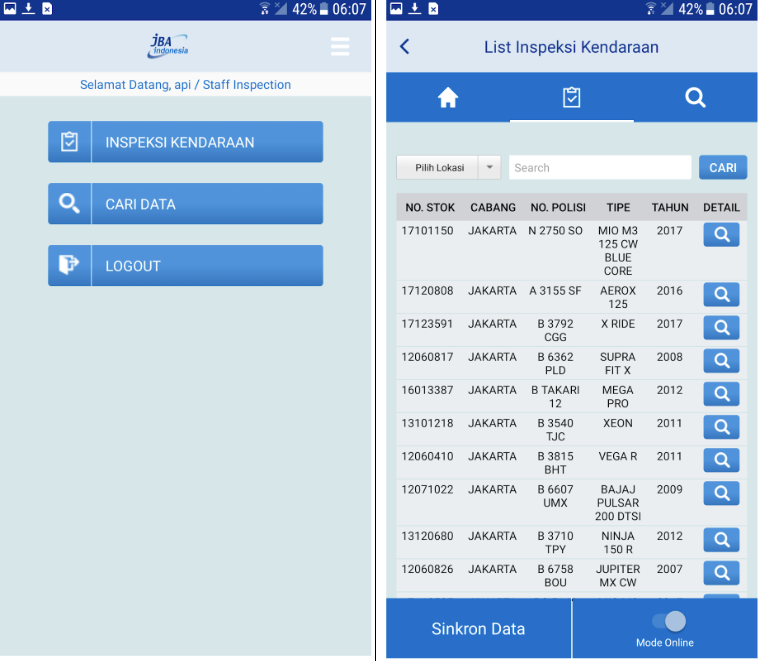 42% 06:07
JBA
Indonesia
Selamat Datang, api / Staff Inspection
INSPEKSI KENDARAAN
CARI DATA
LOGOUT
42% 06:07
List Inspeksi Kendaraan
Pilih Lokasi Search CARI
NO. STOK CABANG NO. POLISI TIPE TAHUN DETAIL
17101150 JAKARTA N 2750 SO MIO M3 2017
125 CW
BLUE
CORE
17120808 JAKARTA A 3155 SF AEROX 2016
125
17123591 JAKARTA B 3792 X RIDE 2017
CGG
12060817 JAKARTA B 6362 SUPRA 2008
PLD FIT X
16013387 JAKARTA B TAKARI MEGA 2012
12 PRO
13101218 JAKARTA B 3540 XEON 2011
TJC
12060410 JAKARTA B 3815 VEGA R 2011
BHT
12071022 JAKARTA B 6607 BAJAJ 2009
UMX PULSAR
200 DTSI
13120680 JAKARTA B 3710 NINJA 2012
TPY 150 R
12060826 JAKARTA B 6758 JUPITER 2007
BOU MX CW
Sinkron Data
Mode Online